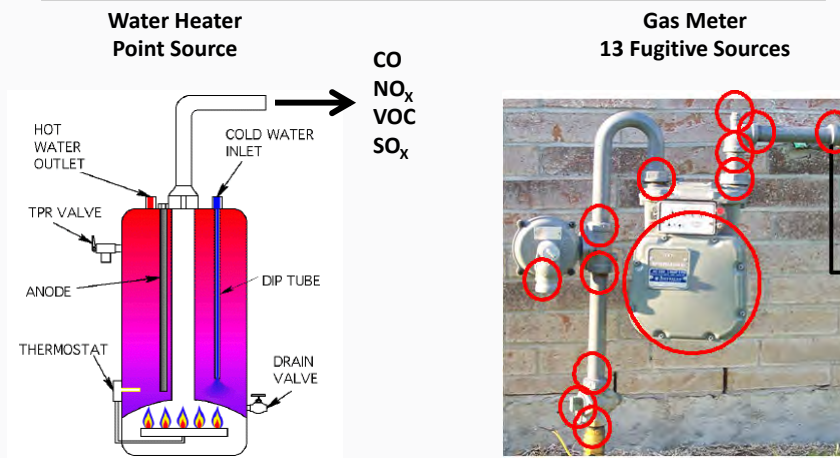 Water Heater
Point Source
Gas Meter
13 Fugitive Sources
CO
NOX
VOC
SOX
HOT
WATER
OUTLET
COLD WATER
INLET
TPR VALVE
ANODE
DIP TUBE
THERMOSTAT
DRAIN
VALVE